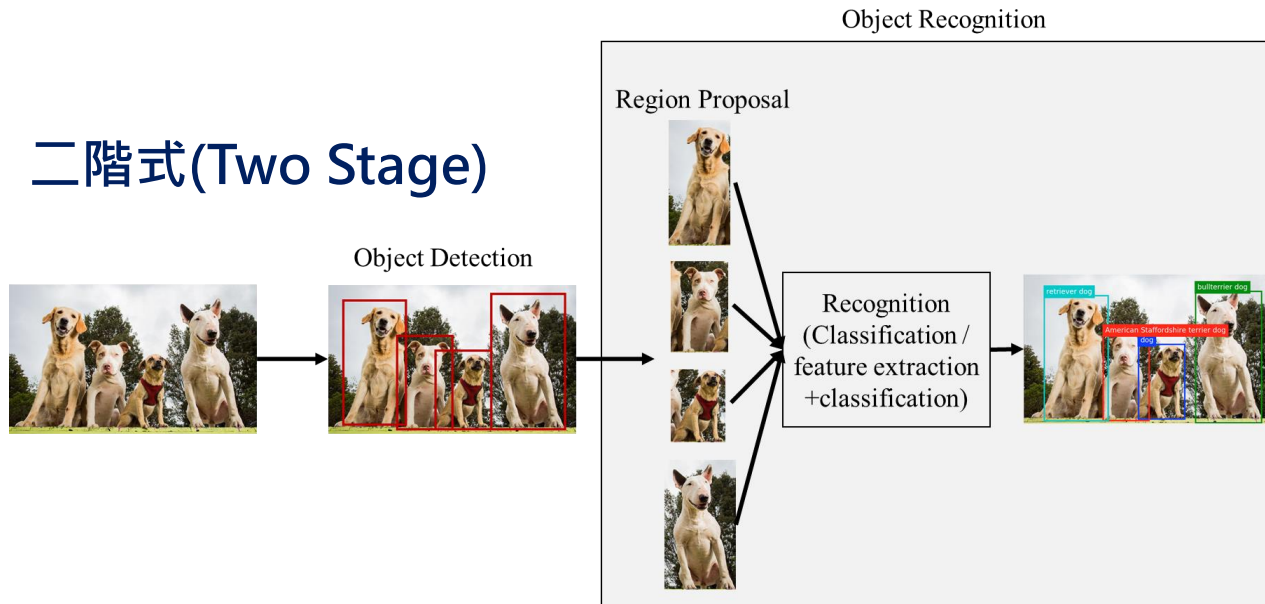 Object Recognition
Region Proposal
二階式(Two Stage)
Object Detection
Recognition
(Classification /
feature extraction
+classification)
retriever dog
bullterrier dog
American Staffordshire terrier dog
dog